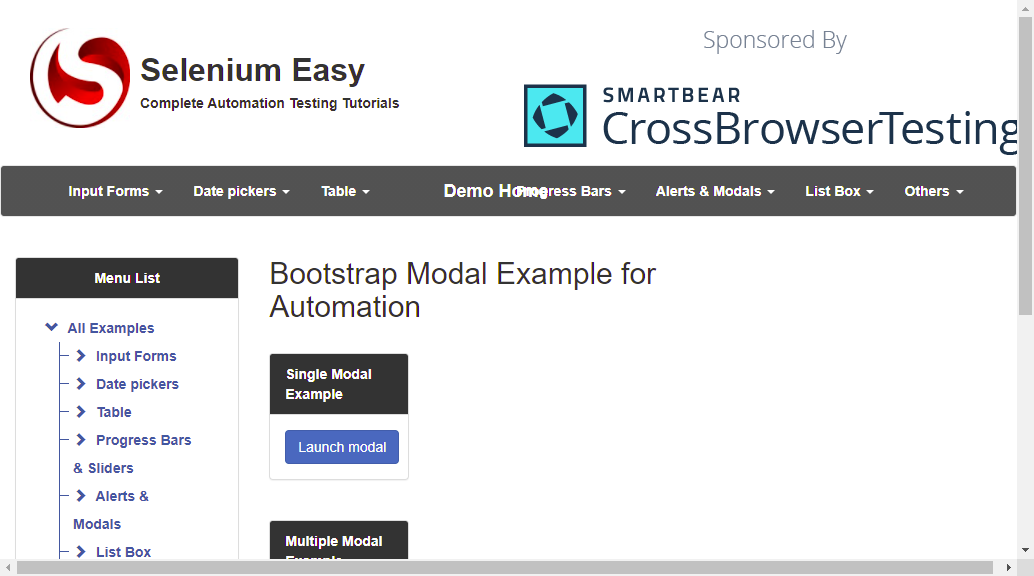 Sponsored By
Selenium Easy
Complete Automation Testing Tutorials
SMARTBEAR
CrossBrowserTesting
Input Forms Date pickers Table Demo Home Progress Bars Alerts & Modals List Box Others
Menu List
All Examples
Input Forms
Date pickers
Table
Progress Bars
& Sliders
Alerts &
Modals
List Box
Bootstrap Modal Example for
Automation
Single Modal
Example
Launch modal
Multiple Modal
Example